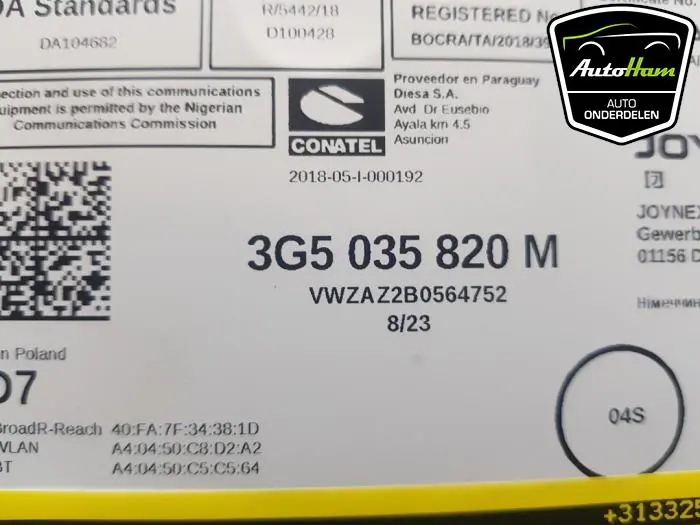 DA Standards
DA104682
R/5442/18
D100428
REGISTERED No
BOCRA/TA/2018/39
AutoHam
AUTO
ONDERDELEN
ection and use of this communications
quipment is permitted by the Nigerian
Communications Commission
CONATEL
2018-05-I-000192
Proveedor en Paraguay
Diesa S.A.
Avd Dr Eusebio
Ayala km 4.5
Asuncion
JOYNEX
Gewerb
01156 D
3G5 035 820 M
VWZAZ2B0564752
8/23
Німеччин
n Poland
D7
BroadR-Reach 40:FA:7F:34:38:1D
WLAN A4:04:50:C8:D2:A2
BT A4:04:50:C5:C5:64
04S
+313325